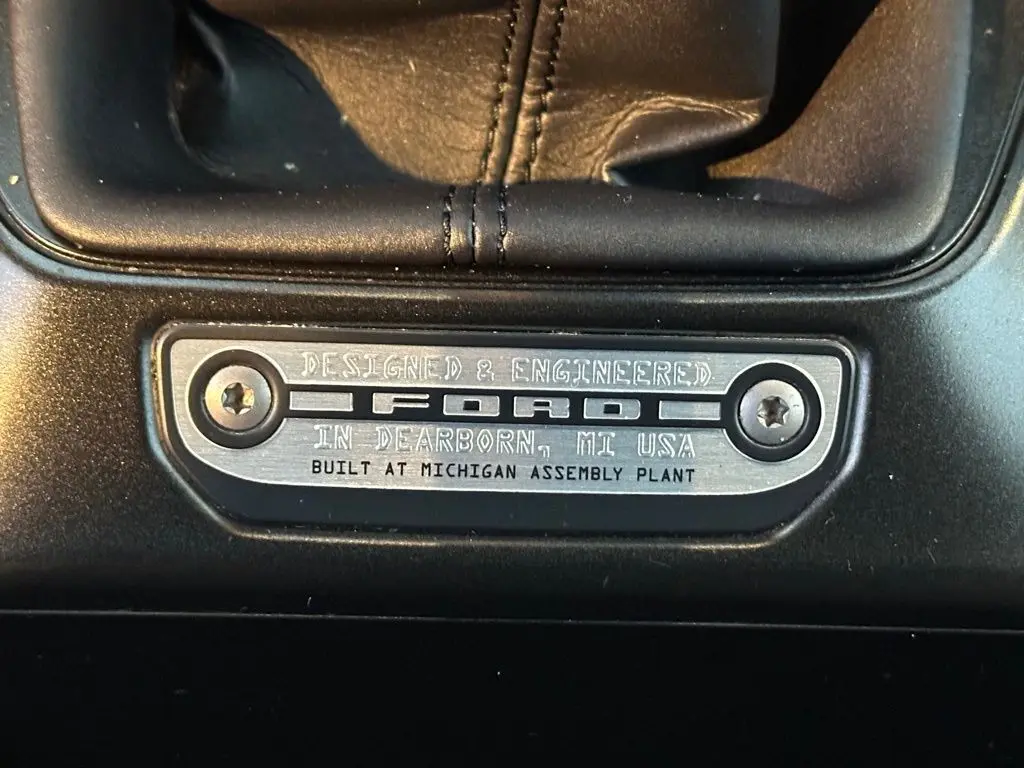 DESIGNED & ENGINEERED
FORD
IN DEARBORN, MI USA
BUILT AT MICHIGAN ASSEMBLY PLANT